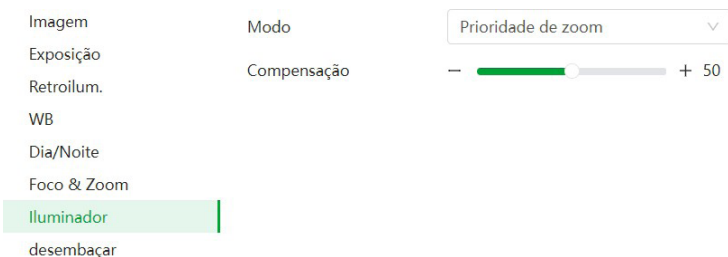 Imagem
Modo
Prioridade de zoom
Exposição
Retroilum.
Compensação
50
WB
Dia/Noite
Foco & Zoom
Iluminador
desembaçar